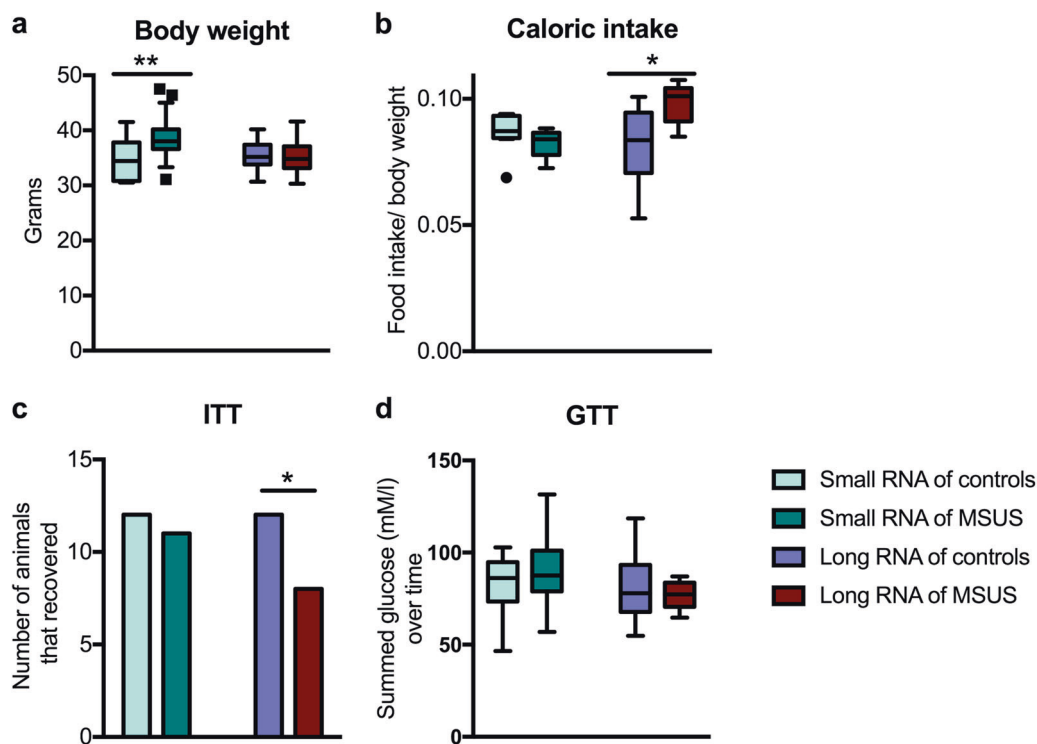 a
Body weight
**
50
40
30
20
10
0
Grams
b
Caloric intake
*
0.10
0.05
0.00
Food intake/ body weight
c
ITT
*
15
10
5
0
Number of animals
that recovered
d
GTT
150
100
50
0
Summed glucose (mM/l)
over time
Small RNA of controls
Small RNA of MSUS
Long RNA of controls
Long RNA of MSUS